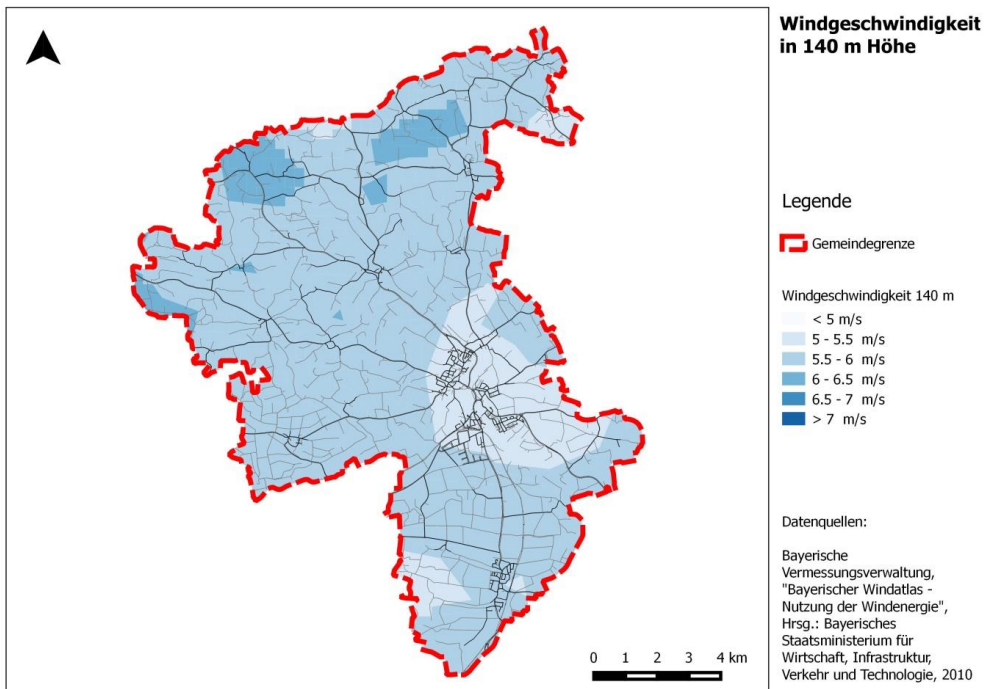 Windgeschwindigkeit
in 140 m Höhe
Legende
Gemeindegrenze
Windgeschwindigkeit 140 m
< 5 m/s
5 - 5.5 m/s
5.5 - 6 m/s
6 - 6.5 m/s
6.5 - 7 m/s
> 7 m/s
Datenquellen:
Bayerische
Vermessungsverwaltung,
"Bayerischer Windatlas -
Nutzung der Windenergie",
Hrsg.: Bayerisches
Staatsministerium für
Wirtschaft, Infrastruktur,
Verkehr und Technologie, 2010
0 1 2 3 4 km